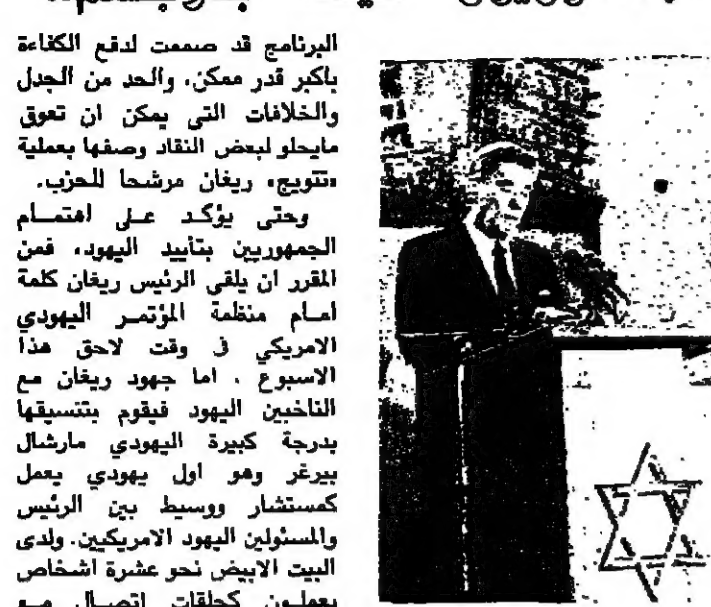 البرنامج قد صممت لدفع الكفاءة
باكبر قدر ممكن، والحد من الجدل
والخلافات التي يمكن ان تعوق
مايحلو لبعض النقاد وصفها بعملية
«تتويج» ريغان مرشحا للحزب.
وحتى يؤكد على اهتمام
الجمهوريين بتأييد اليهود، فمن
المقرر ان يلقي الرئيس ريغان كلمة
امام منظمة المؤتمر اليهودي
الامريكي في وقت لاحق هذا
الاسبوع . اما جهود ريغان مع
الناخبين اليهود فيقوم بتنسيقها
بدرجة كبيرة اليهودي مارشال
بيرغر وهو اول يهودي يعمل
كمستشار ووسيط بين الرئيس
والمسئولين اليهود الامريكيين. ولدى
البيت الابيض نحو عشرة اشخاص
يعملون كحلقات اتصال مع